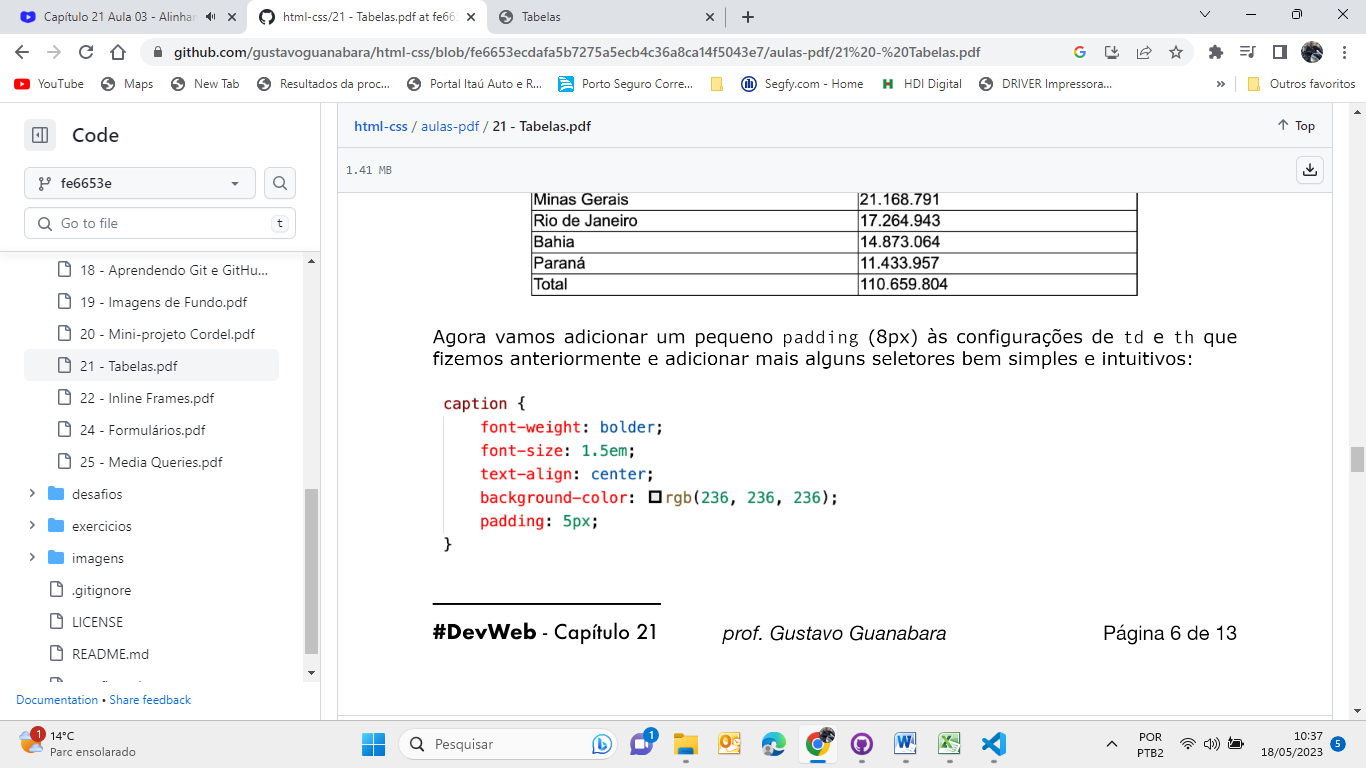 Capítulo 21 Aula 03 - Alinhar
html-css/21 - Tabelas.pdf at fe665
Tabelas
github.com/gustavoguanabara/html-css/blob/fe6653ecdafa5b7275a5ecb4c36a8ca14f5043e7/aulas-pdf/21%20-%20Tabelas.pdf
YouTube
Maps
New Tab
Resultados da proc...
Portal Itaú Auto e R...
Porto Seguro Corre...
Segfy.com - Home
HDI Digital
DRIVER Impressora...
»
Outros favoritos
Code
html-css / aulas-pdf / 21 - Tabelas.pdf
Top
fe6653e
1.41 MB
Go to file
t
18 - Aprendendo Git e GitHu...
19 - Imagens de Fundo.pdf
20 - Mini-projeto Cordel.pdf
21 - Tabelas.pdf
22 - Inline Frames.pdf
24 - Formulários.pdf
25 - Media Queries.pdf
desafios
exercicios
imagens
.gitignore
LICENSE
README.md
Documentation • Share feedback
Minas Gerais 21.168.791
Rio de Janeiro 17.264.943
Bahia 14.873.064
Paraná 11.433.957
Total 110.659.804
Agora vamos adicionar um pequeno padding (8px) às configurações de td e th que
fizemos anteriormente e adicionar mais alguns seletores bem simples e intuitivos:
caption {
font-weight: bolder;
font-size: 1.5em;
text-align: center;
background-color: rgb(236, 236, 236);
padding: 5px;
}
#DevWeb - Capítulo 21 prof. Gustavo Guanabara Página 6 de 13
1
14°C
Parc ensolarado
Pesquisar
1
POR
PTB2
10:37
18/05/2023
5